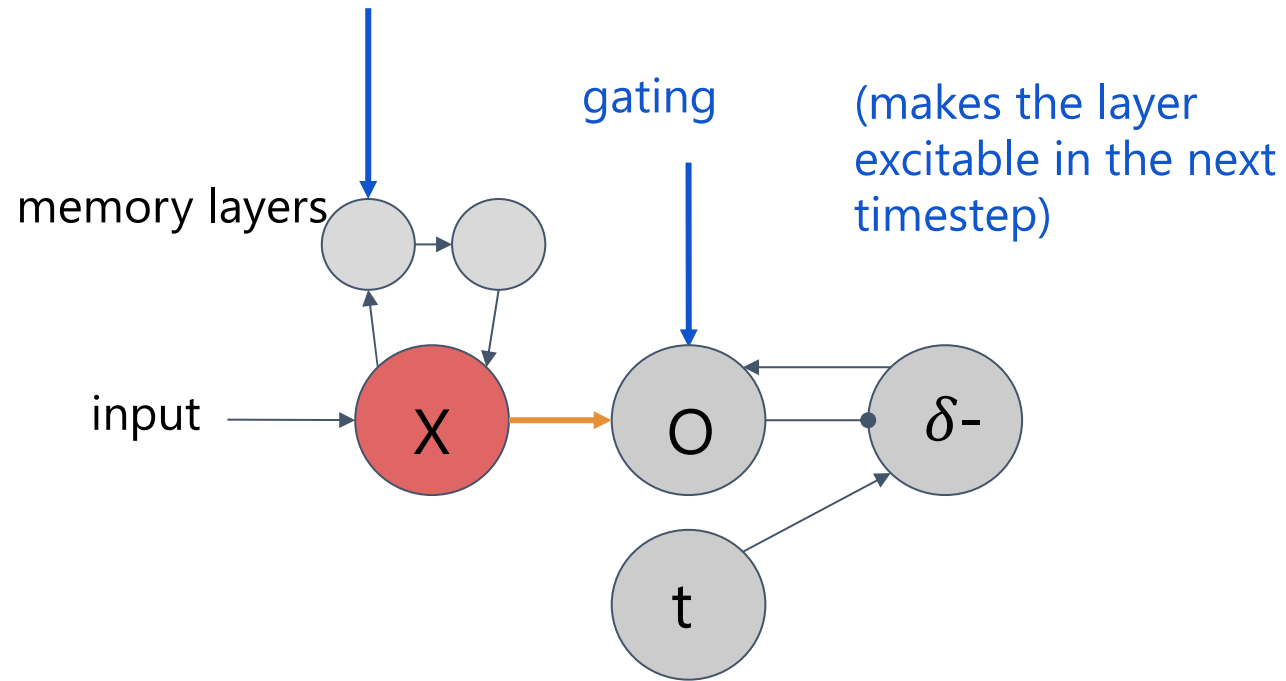 gating
(makes the layer
excitable in the next
timestep)
memory layers
input
X
O
δ-
t